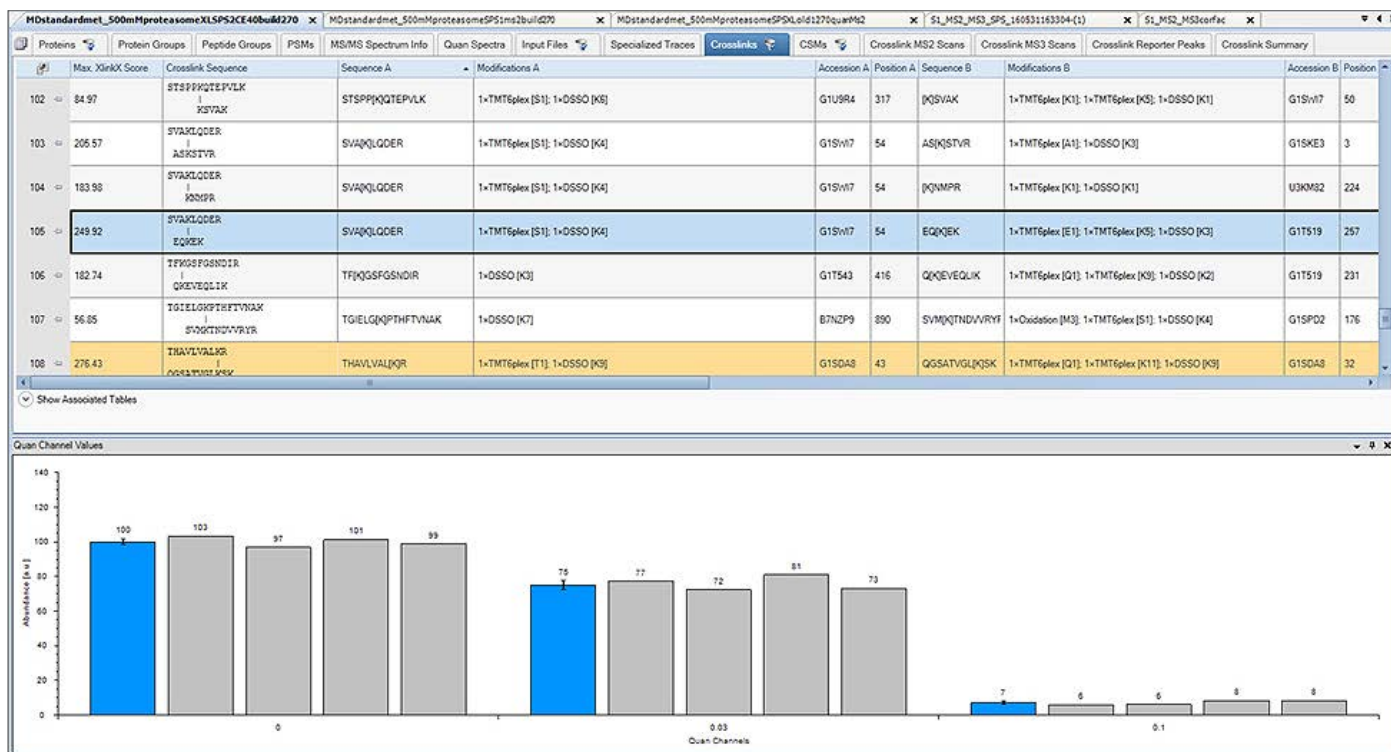 MDstandardmet_500mMproteasomeXLSPS2CE40build270 x MDstandardmet_500mMproteasomeSPS1ms2build270 x MDstandardmet_500mMproteasomeSPSXLold1270quanMs2 x S1_MS2_MS3_SPS_160531163304-(1) x S1_MS2_MS3corfac x
Proteins Protein Groups Peptide Groups PSMs MS/MS Spectrum Info Quan Spectra Input Files Specialized Traces Crosslinks CSMs Crosslink MS2 Scans Crosslink MS3 Scans Crosslink Reporter Peaks Crosslink Summary
Max. XlinkX Score Crosslink Sequence Sequence A Modifications A Accession A Position A Sequence B Modifications B Accession B Position
STSPPKQTEPVLK
102 84.97 | STSPP[K]QTEPVLK 1×TMT6plex [S1]; 1×DSSO [K6] G1U9R4 317 [K]SVAK 1×TMT6plex [K1]; 1×TMT6plex [K5]; 1×DSSO [K1] G1SWI7 50
KSVAK
SVAKLQDER
103 205.57 | SVA[K]LQDER 1×TMT6plex [S1]; 1×DSSO [K4] G1SWI7 54 AS[K]STVR 1×TMT6plex [A1]; 1×DSSO [K3] G1SKE3 3
ASKSTVR
SVAKLQDER
104 183.98 | SVA[K]LQDER 1×TMT6plex [S1]; 1×DSSO [K4] G1SWI7 54 [K]NMPR 1×TMT6plex [K1]; 1×DSSO [K1] U3KM82 224
KNMPR
SVAKLQDER
105 249.92 | SVA[K]LQDER 1×TMT6plex [S1]; 1×DSSO [K4] G1SWI7 54 EQ[K]EK 1×TMT6plex [E1]; 1×TMT6plex [K5]; 1×DSSO [K3] G1T519 257
EQKEK
TFKGSFGSNDIR
106 182.74 | TF[K]GSFGSNDIR 1×DSSO [K3] G1T543 416 Q[K]EVEQLIK 1×TMT6plex [Q1]; 1×TMT6plex [K9]; 1×DSSO [K2] G1T519 231
QKEVEQLIK
TGIELGKPTHFTVNAK
107 56.85 | TGIELG[K]PTHFTVNAK 1×DSSO [K7] B7NZP9 890 SVM[K]TNDVVRYF 1×Oxidation [M3]; 1×TMT6plex [S1]; 1×DSSO [K4] G1SPD2 176
SVMKTNDVVRYR
THAVLVALKR
108 276.43 | THAVLVAL[K]R 1×TMT6plex [T1]; 1×DSSO [K9] G1SDA8 43 QGSATVGL[K]SK 1×TMT6plex [Q1]; 1×TMT6plex [K11]; 1×DSSO [K9] G1SDA8 32
QGSATVGLKSK
Show Associated Tables
Quan Channel Values
140
120
100
80
60
40
20
0
Abundance [a.u.]
100 103 97 101 99
75 77 72 81 73
7 6 6 8 8
0 0.03 0.1
Quan Channels